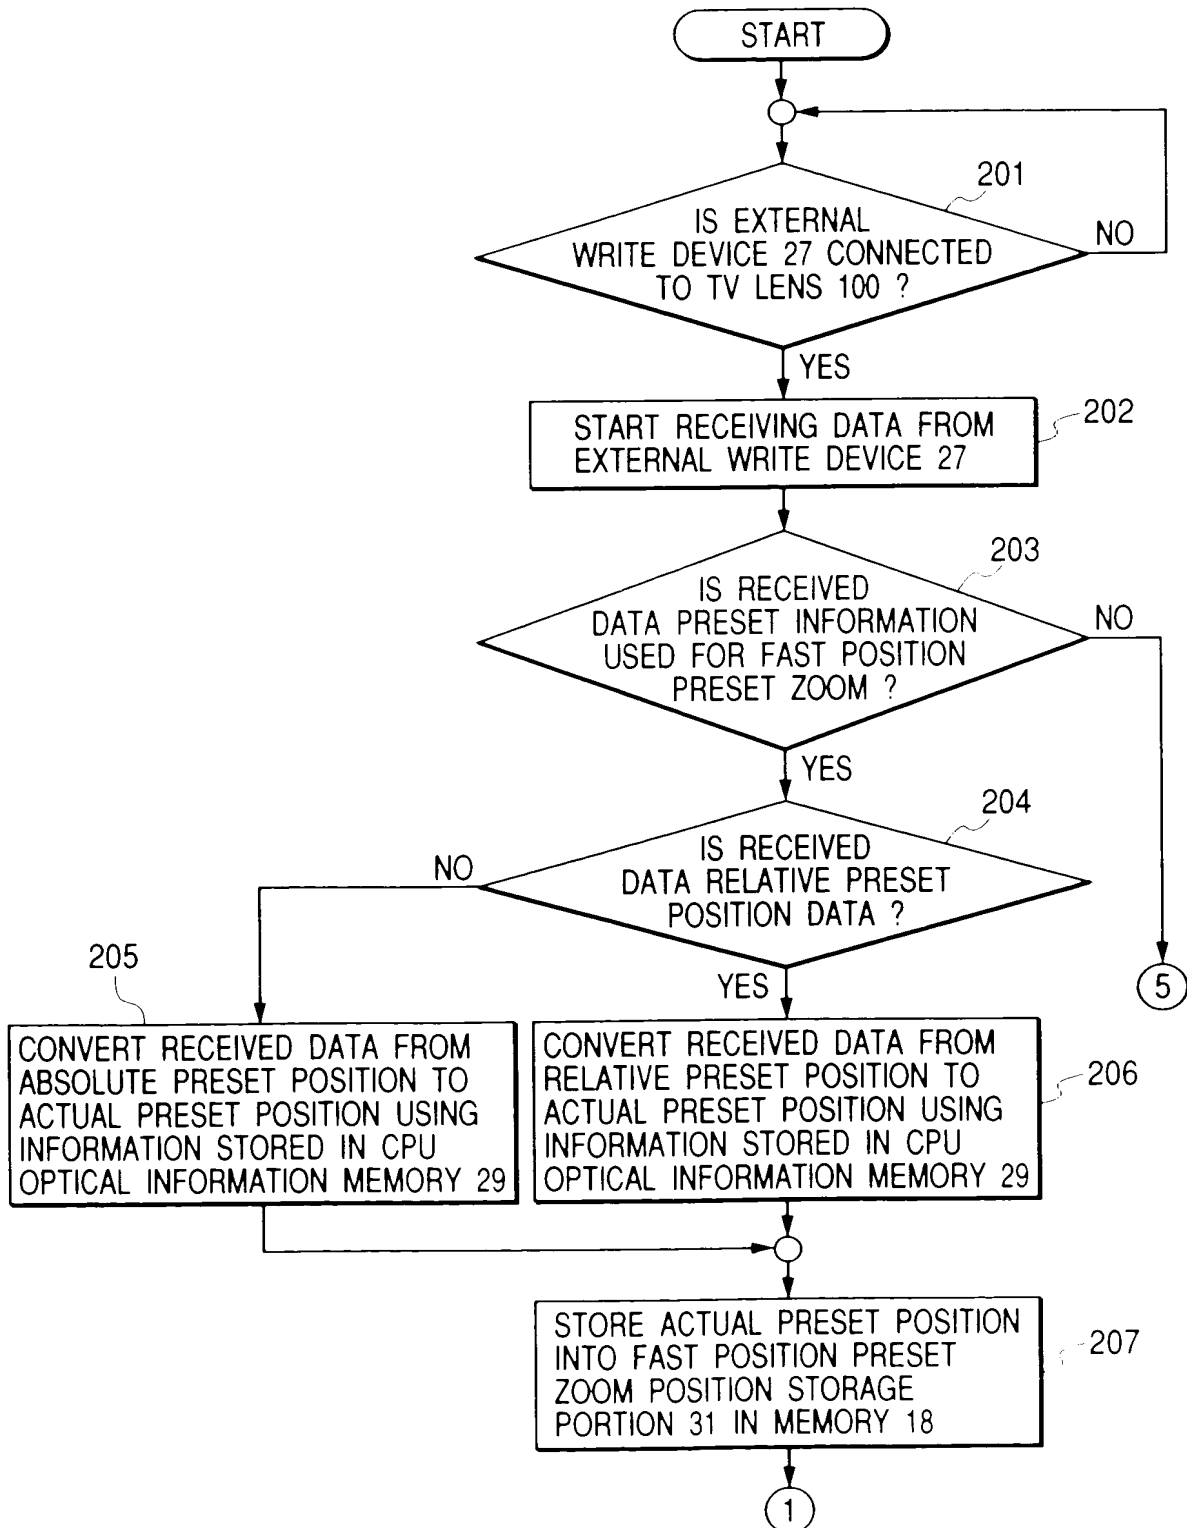 START
201
IS EXTERNAL
WRITE DEVICE 27 CONNECTED
TO TV LENS 100 ?
NO
YES
202
START RECEIVING DATA FROM
EXTERNAL WRITE DEVICE 27
203
IS RECEIVED
DATA PRESET INFORMATION
USED FOR FAST POSITION
PRESET ZOOM ?
NO
YES
204
IS RECEIVED
DATA RELATIVE PRESET
POSITION DATA ?
NO
YES
5
205
CONVERT RECEIVED DATA FROM
ABSOLUTE PRESET POSITION TO
ACTUAL PRESET POSITION USING
INFORMATION STORED IN CPU
OPTICAL INFORMATION MEMORY 29
CONVERT RECEIVED DATA FROM
RELATIVE PRESET POSITION TO
ACTUAL PRESET POSITION USING
INFORMATION STORED IN CPU
OPTICAL INFORMATION MEMORY 29
206
STORE ACTUAL PRESET POSITION
INTO FAST POSITION PRESET
ZOOM POSITION STORAGE
PORTION 31 IN MEMORY 18
207
1